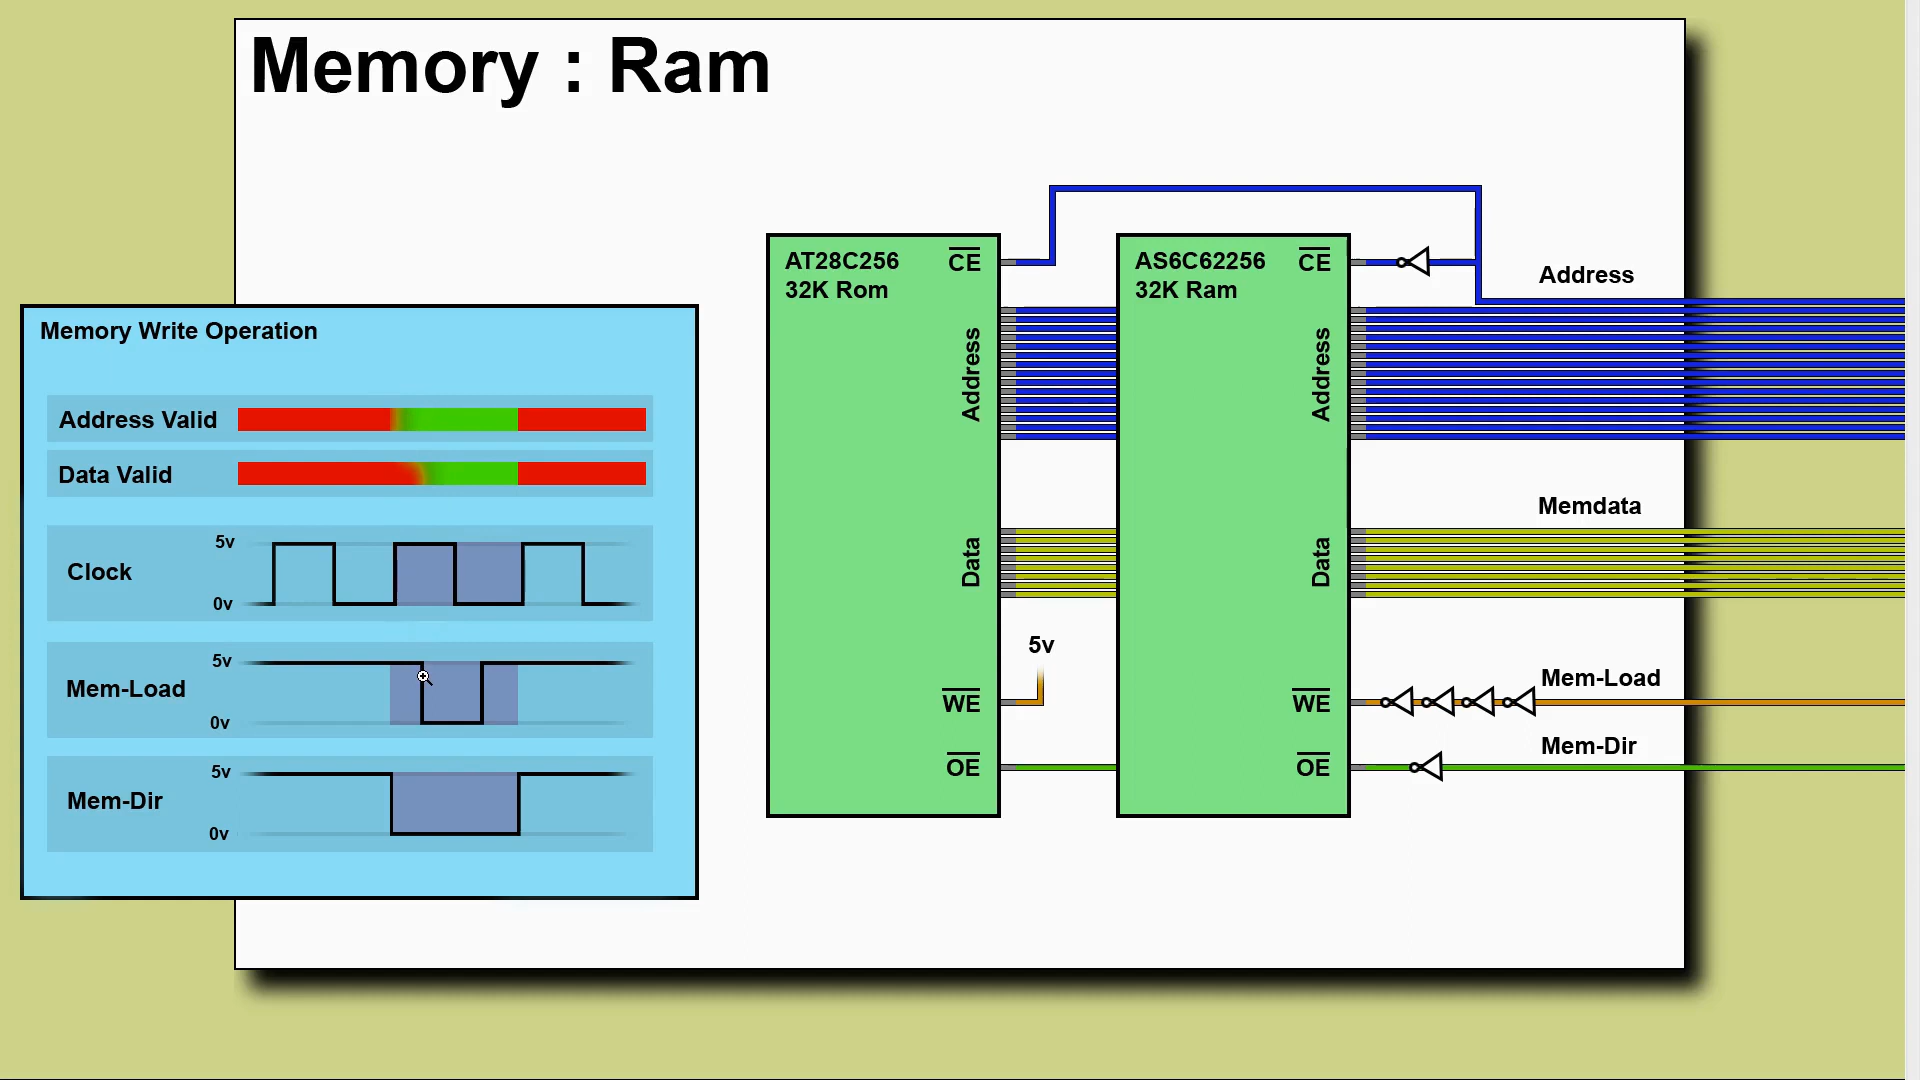 Memory : Ram
Memory Write Operation
Address Valid
Data Valid
Clock
5v
0v
Mem-Load
5v
0v
Mem-Dir
5v
0v
AT28C256
32K Rom
CE
Address
Data
WE
OE
5v
AS6C62256
32K Ram
CE
Address
Data
WE
OE
Address
Memdata
Mem-Load
Mem-Dir